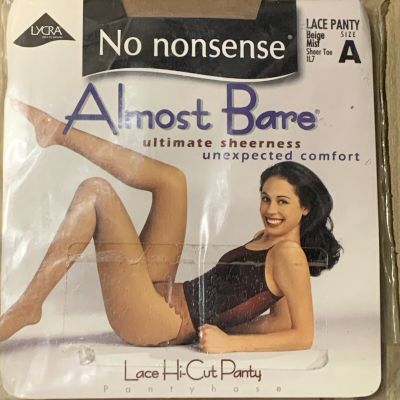 LYCRA
No nonsense®
LACE PANTY
Beige
Mist
Sheer Toe
1L7
SIZE
A
Almost Bare®
ultimate sheerness
unexpected comfort
Lace Hi-Cut Panty
Pantyhose